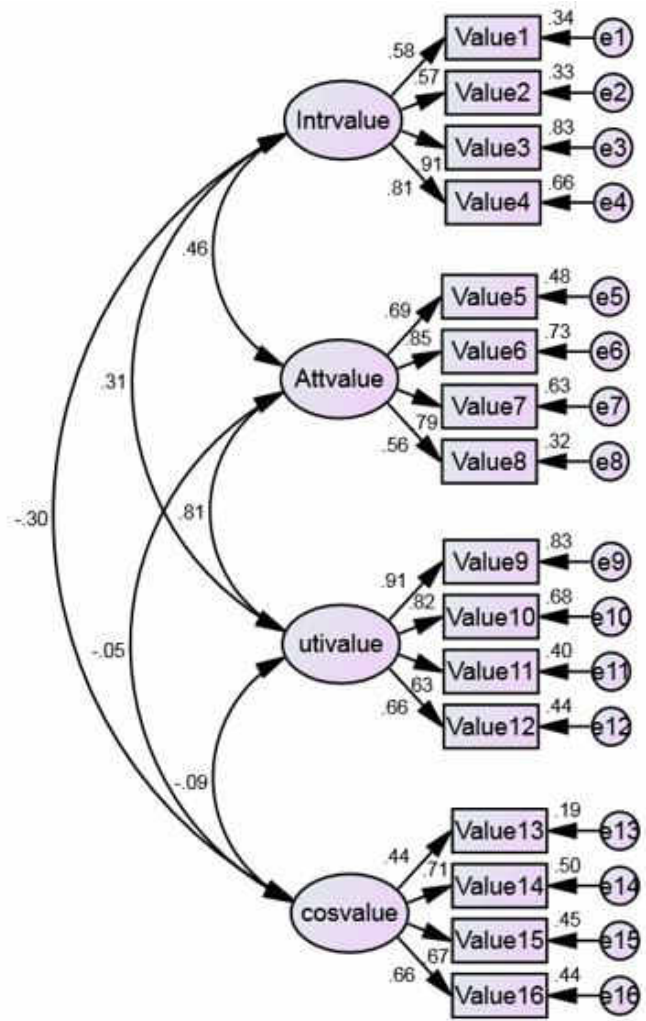 .34
.58
Value1
e1
.57
.33
Value2
e2
Intrvalue
.83
Value3
e3
.91
.81
.66
Value4
e4
.46
.48
.69
Value5
e5
.85
.73
Value6
e6
Attvalue
.63
Value7
e7
.79
.56
.32
Value8
e8
.31
-.30
.81
.83
.91
Value9
e9
.82
.68
Value10
e10
utivalue
.40
Value11
e11
.63
.66
.44
Value12
e12
-.05
-.09
.19
.44
Value13
e13
.71
.50
Value14
e14
cosvalue
.45
Value15
e15
.67
.66
.44
Value16
e16